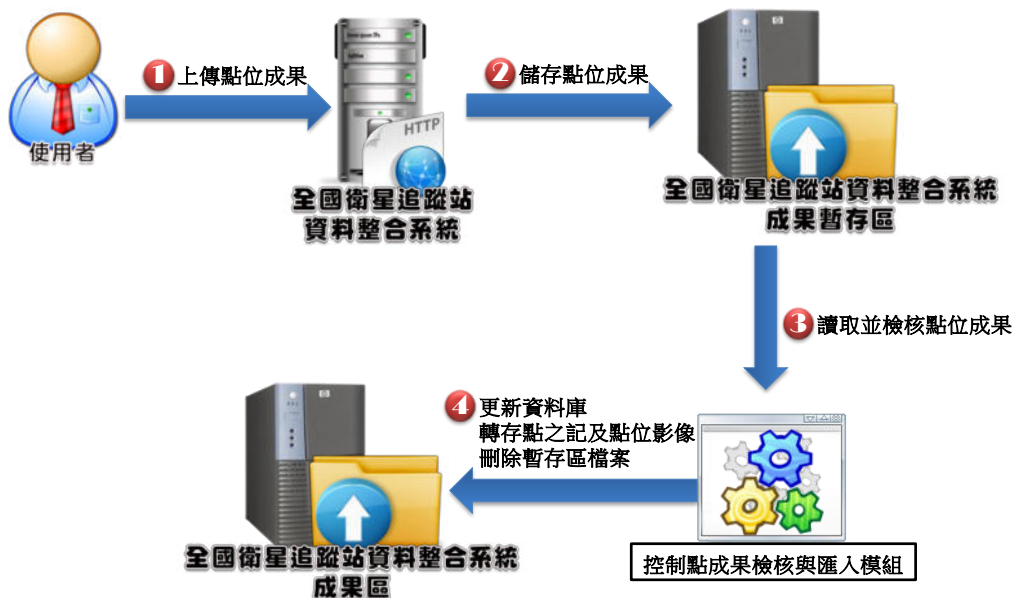 1 上傳點位成果
2 儲存點位成果
HTTP
使用者
全國衛星追蹤站
資料整合系統
全國衛星追蹤站資料整合系統
成果暫存區
3 讀取並檢核點位成果
4 更新資料庫
轉存點之記及點位影像
刪除暫存區檔案
全國衛星追蹤站資料整合系統
成果區
控制點成果檢核與匯入模組